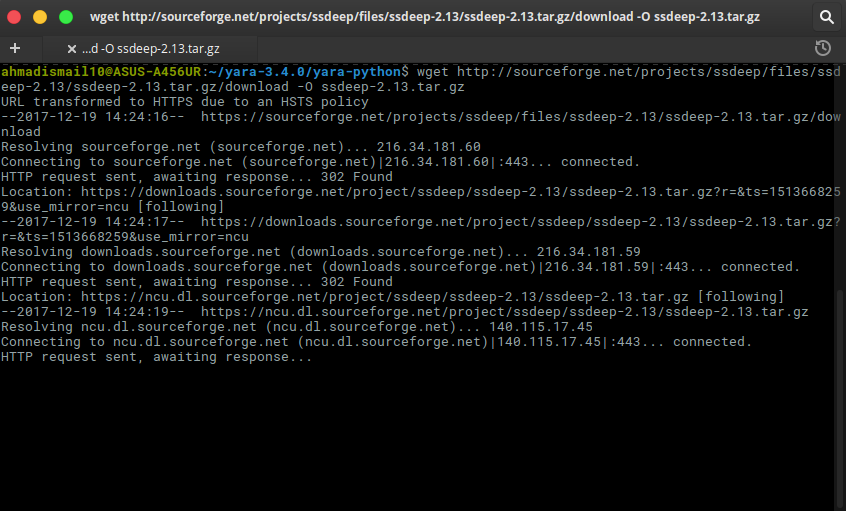 wget http://sourceforge.net/projects/ssdeep/files/ssdeep-2.13/ssdeep-2.13.tar.gz/download -O ssdeep-2.13.tar.gz
...d -O ssdeep-2.13.tar.gz
ahmadismail10@ASUS-A456UR:~/yara-3.4.0/yara-python$ wget http://sourceforge.net/projects/ssdeep/files/ssd
eep-2.13/ssdeep-2.13.tar.gz/download -O ssdeep-2.13.tar.gz
URL transformed to HTTPS due to an HSTS policy
--2017-12-19 14:24:16--  https://sourceforge.net/projects/ssdeep/files/ssdeep-2.13/ssdeep-2.13.tar.gz/dow
nload
Resolving sourceforge.net (sourceforge.net)... 216.34.181.60
Connecting to sourceforge.net (sourceforge.net)|216.34.181.60|:443... connected.
HTTP request sent, awaiting response... 302 Found
Location: https://downloads.sourceforge.net/project/ssdeep/ssdeep-2.13/ssdeep-2.13.tar.gz?r=&ts=151366825
9&use_mirror=ncu [following]
--2017-12-19 14:24:17--  https://downloads.sourceforge.net/project/ssdeep/ssdeep-2.13/ssdeep-2.13.tar.gz?
r=&ts=1513668259&use_mirror=ncu
Resolving downloads.sourceforge.net (downloads.sourceforge.net)... 216.34.181.59
Connecting to downloads.sourceforge.net (downloads.sourceforge.net)|216.34.181.59|:443... connected.
HTTP request sent, awaiting response... 302 Found
Location: https://ncu.dl.sourceforge.net/project/ssdeep/ssdeep-2.13/ssdeep-2.13.tar.gz [following]
--2017-12-19 14:24:19--  https://ncu.dl.sourceforge.net/project/ssdeep/ssdeep-2.13/ssdeep-2.13.tar.gz
Resolving ncu.dl.sourceforge.net (ncu.dl.sourceforge.net)... 140.115.17.45
Connecting to ncu.dl.sourceforge.net (ncu.dl.sourceforge.net)|140.115.17.45|:443... connected.
HTTP request sent, awaiting response...